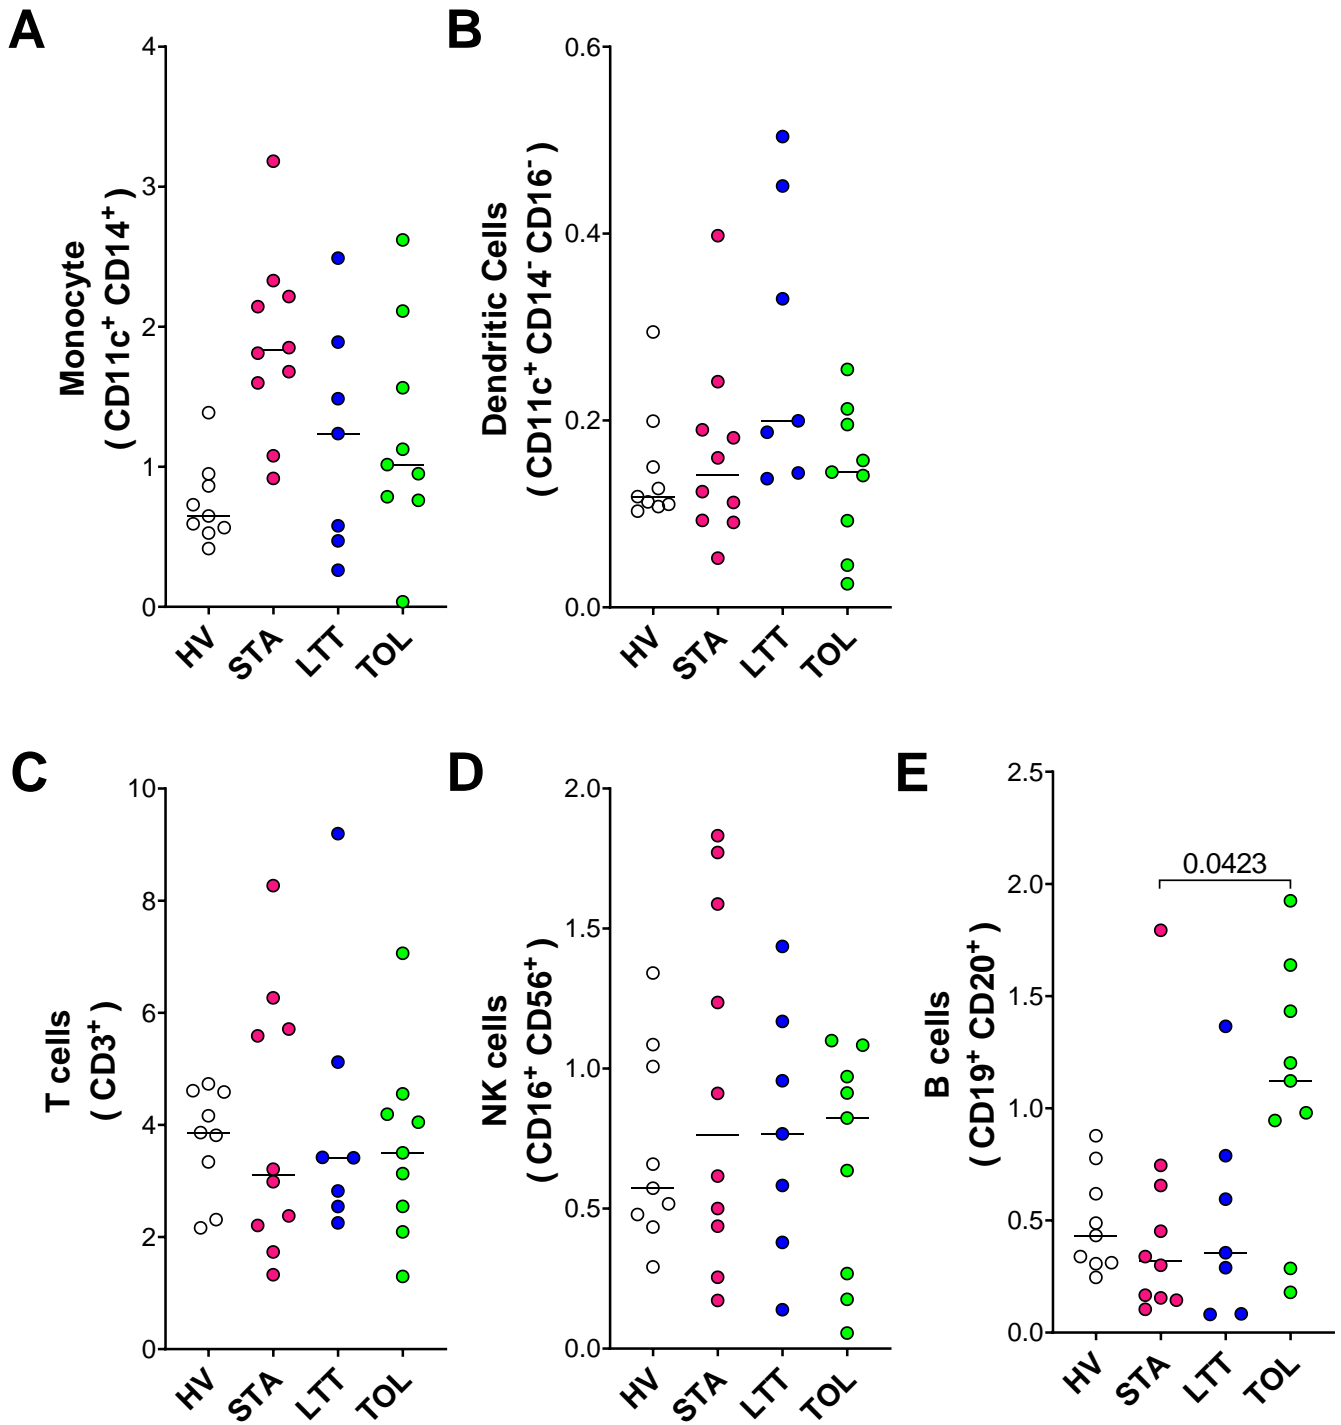 A
Monocyte
( CD11c+ CD14+ )
4
3
2
1
0
HV
STA
LTT
TOL
B
Dendritic Cells
( CD11c+ CD14- CD16- )
0.6
0.4
0.2
0.0
HV
STA
LTT
TOL
C
T cells
( CD3+ )
10
8
6
4
2
0
HV
STA
LTT
TOL
D
NK cells
( CD16+ CD56+ )
2.0
1.5
1.0
0.5
0.0
HV
STA
LTT
TOL
E
B cells
( CD19+ CD20+ )
2.5
2.0
1.5
1.0
0.5
0.0
0.0423
HV
STA
LTT
TOL